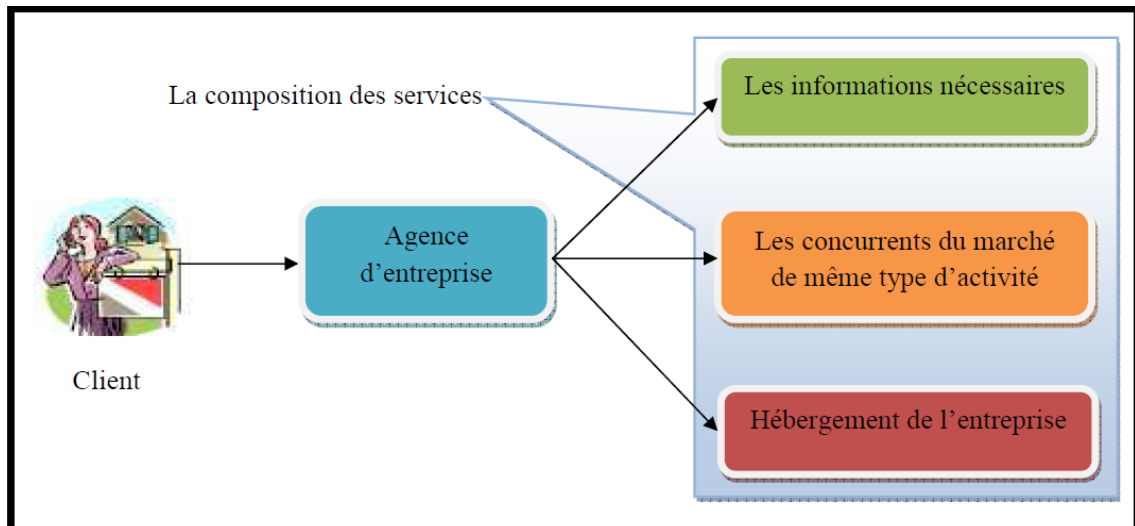 La composition des services
Les informations nécessaires
Agence
d’entreprise
Les concurrents du marché
de même type d’activité
Client
Hébergement de l’entreprise